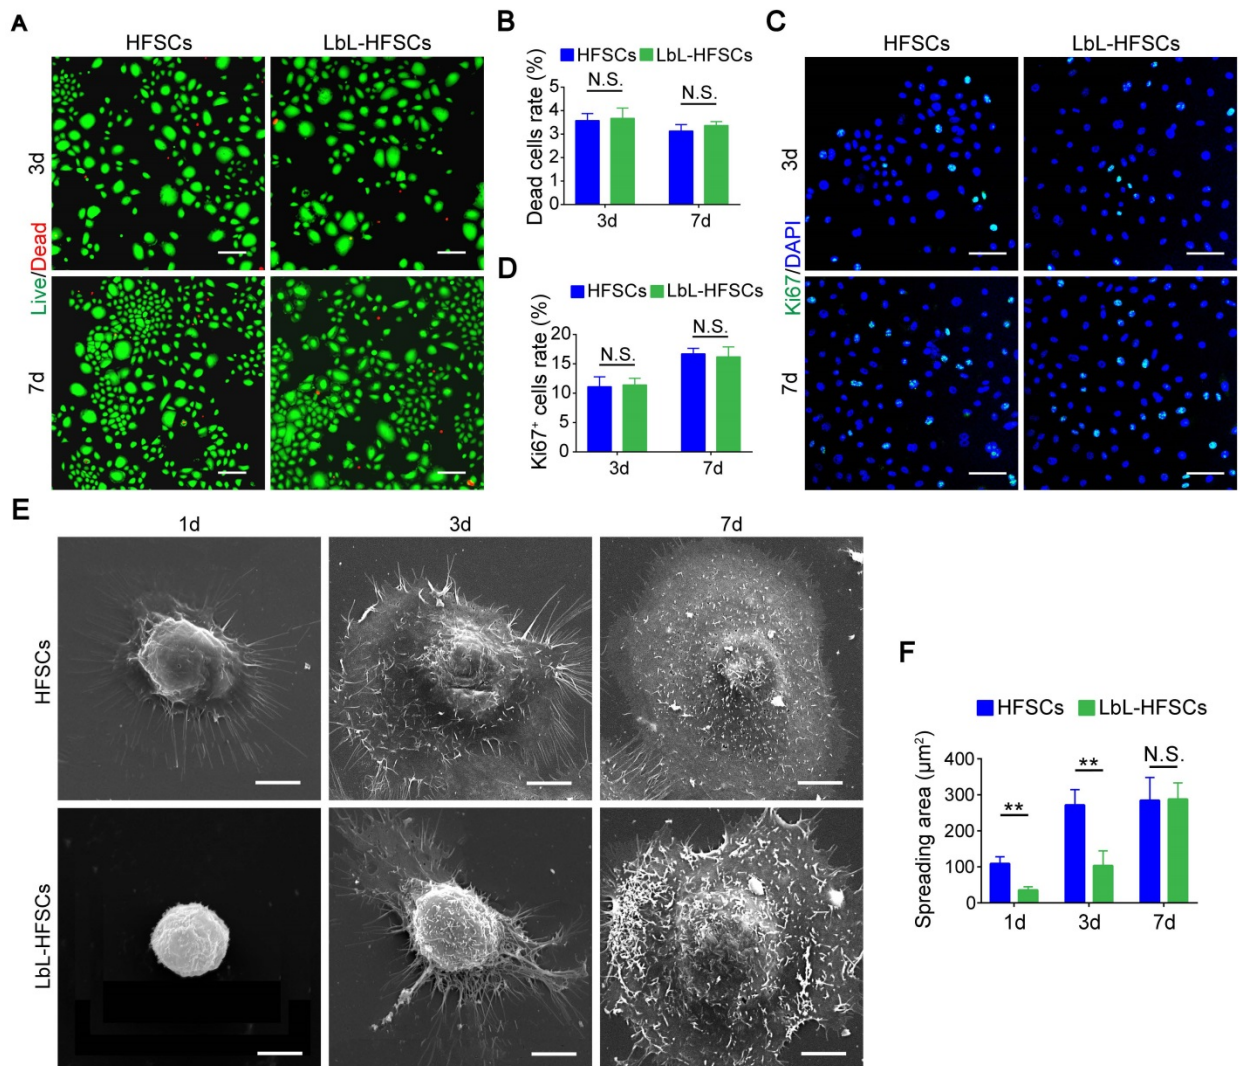 A
HFSCs
LbL-HFSCs
3d
7d
Live/Dead
B
HFSCs
LbL-HFSCs
Dead cells rate (%)
5
4
3
2
1
0
N.S.
N.S.
3d
7d
C
HFSCs
LbL-HFSCs
3d
7d
Ki67/DAPI
D
HFSCs
LbL-HFSCs
Ki67⁺ cells rate (%)
20
15
10
5
0
N.S.
N.S.
3d
7d
E
1d
3d
7d
HFSCs
LbL-HFSCs
F
HFSCs
LbL-HFSCs
Spreading area (μm²)
400
300
200
100
0
**
**
N.S.
1d
3d
7d